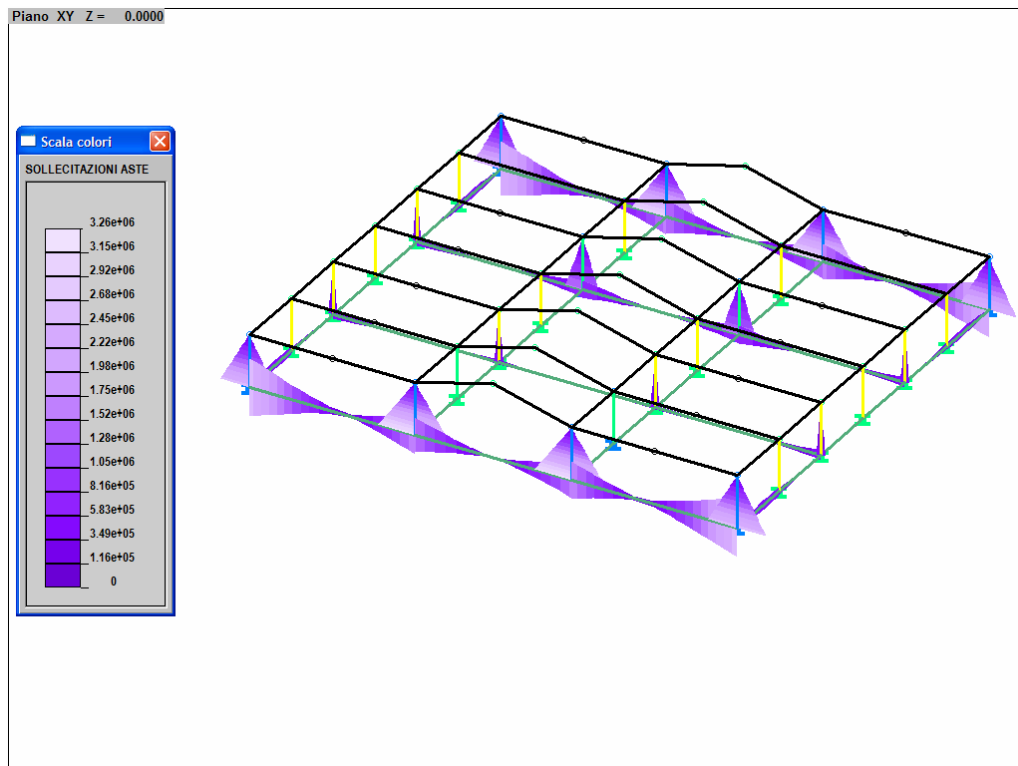 Piano XY Z = 0.0000
Scala colori
SOLLECITAZIONI ASTE
3.26e+06
3.15e+06
2.92e+06
2.68e+06
2.45e+06
2.22e+06
1.98e+06
1.75e+06
1.52e+06
1.28e+06
1.05e+06
8.16e+05
5.83e+05
3.49e+05
1.16e+05
0